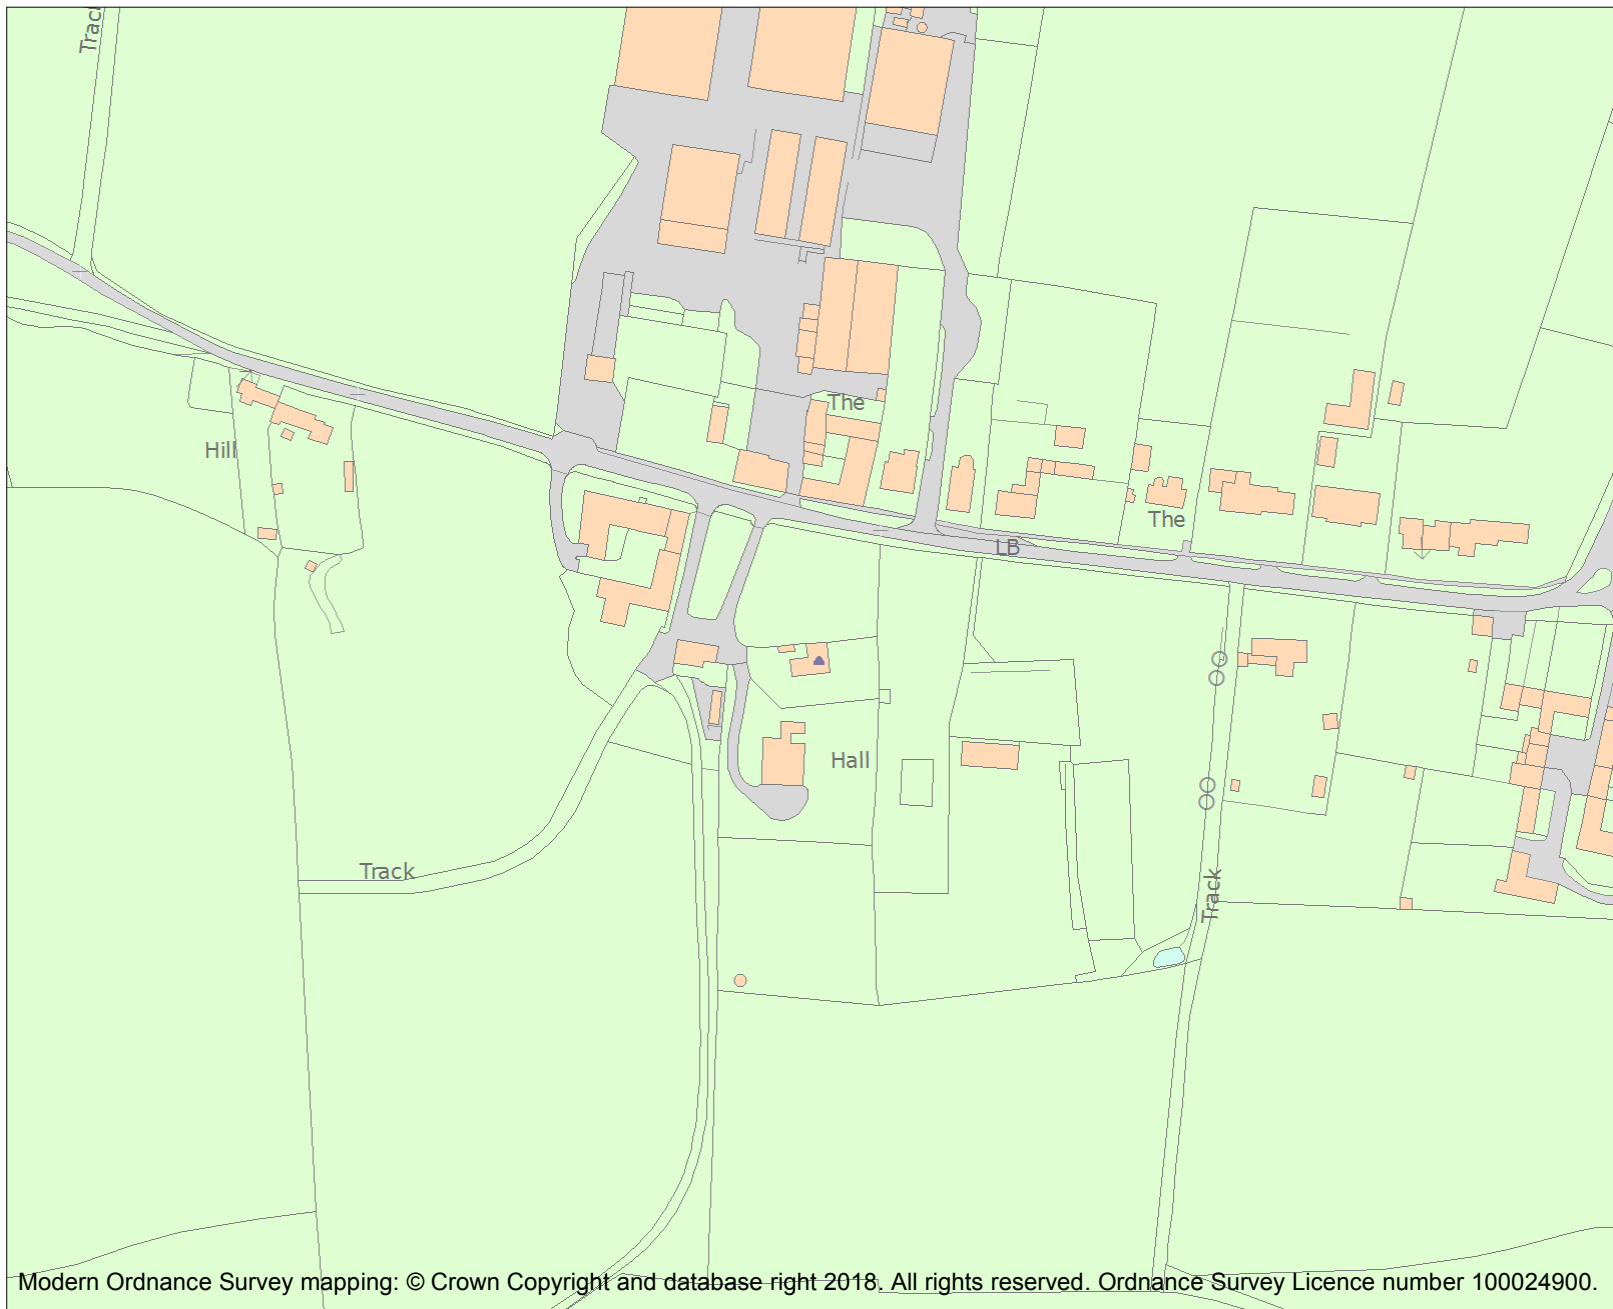 Track
The
Hill
The
LB
Hall
Track
Track
Modern Ordnance Survey mapping: © Crown Copyright and database right 2018. All rights reserved. Ordnance Survey Licence number 100024900.